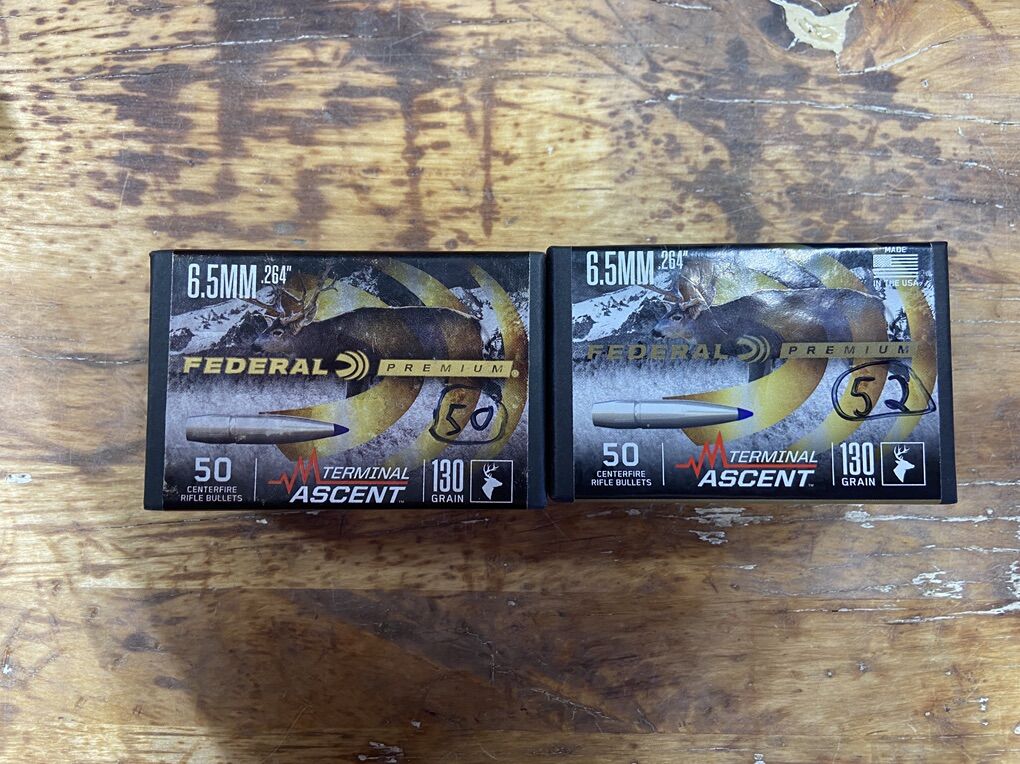 6.5MM .264"
FEDERAL PREMIUM
50
50
CENTERFIRE
RIFLE BULLETS
TERMINAL
ASCENT
130
GRAIN
6.5MM .264"
MADE
IN THE USA
FEDERAL PREMIUM
52
50
CENTERFIRE
RIFLE BULLETS
TERMINAL
ASCENT
130
GRAIN